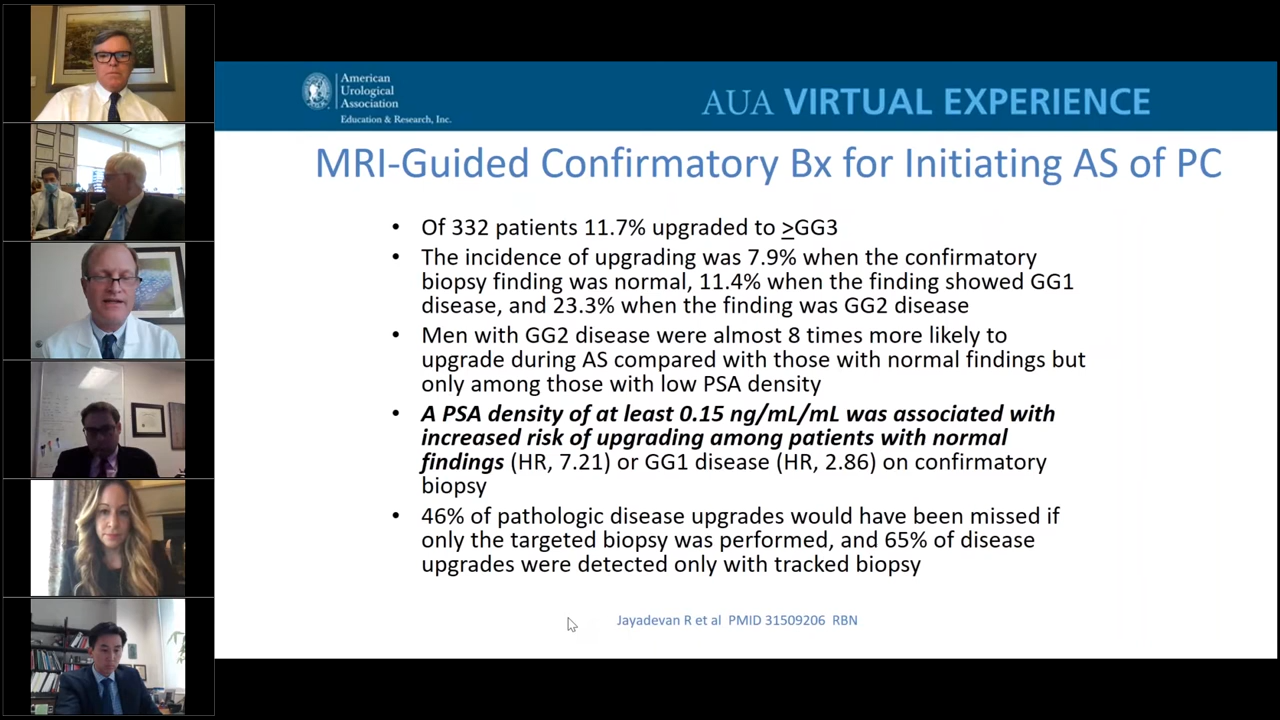 American
Urological
Association
Education & Research, Inc.
AUA VIRTUAL EXPERIENCE
MRI-Guided Confirmatory Bx for Initiating AS of PC
• Of 332 patients 11.7% upgraded to >GG3
• The incidence of upgrading was 7.9% when the confirmatory
biopsy finding was normal, 11.4% when the finding showed GG1
disease, and 23.3% when the finding was GG2 disease
• Men with GG2 disease were almost 8 times more likely to
upgrade during AS compared with those with normal findings but
only among those with low PSA density
• A PSA density of at least 0.15 ng/mL/mL was associated with
increased risk of upgrading among patients with normal
findings (HR, 7.21) or GG1 disease (HR, 2.86) on confirmatory
biopsy
• 46% of pathologic disease upgrades would have been missed if
only the targeted biopsy was performed, and 65% of disease
upgrades were detected only with tracked biopsy
Jayadevan R et al PMID 31509206 RBN